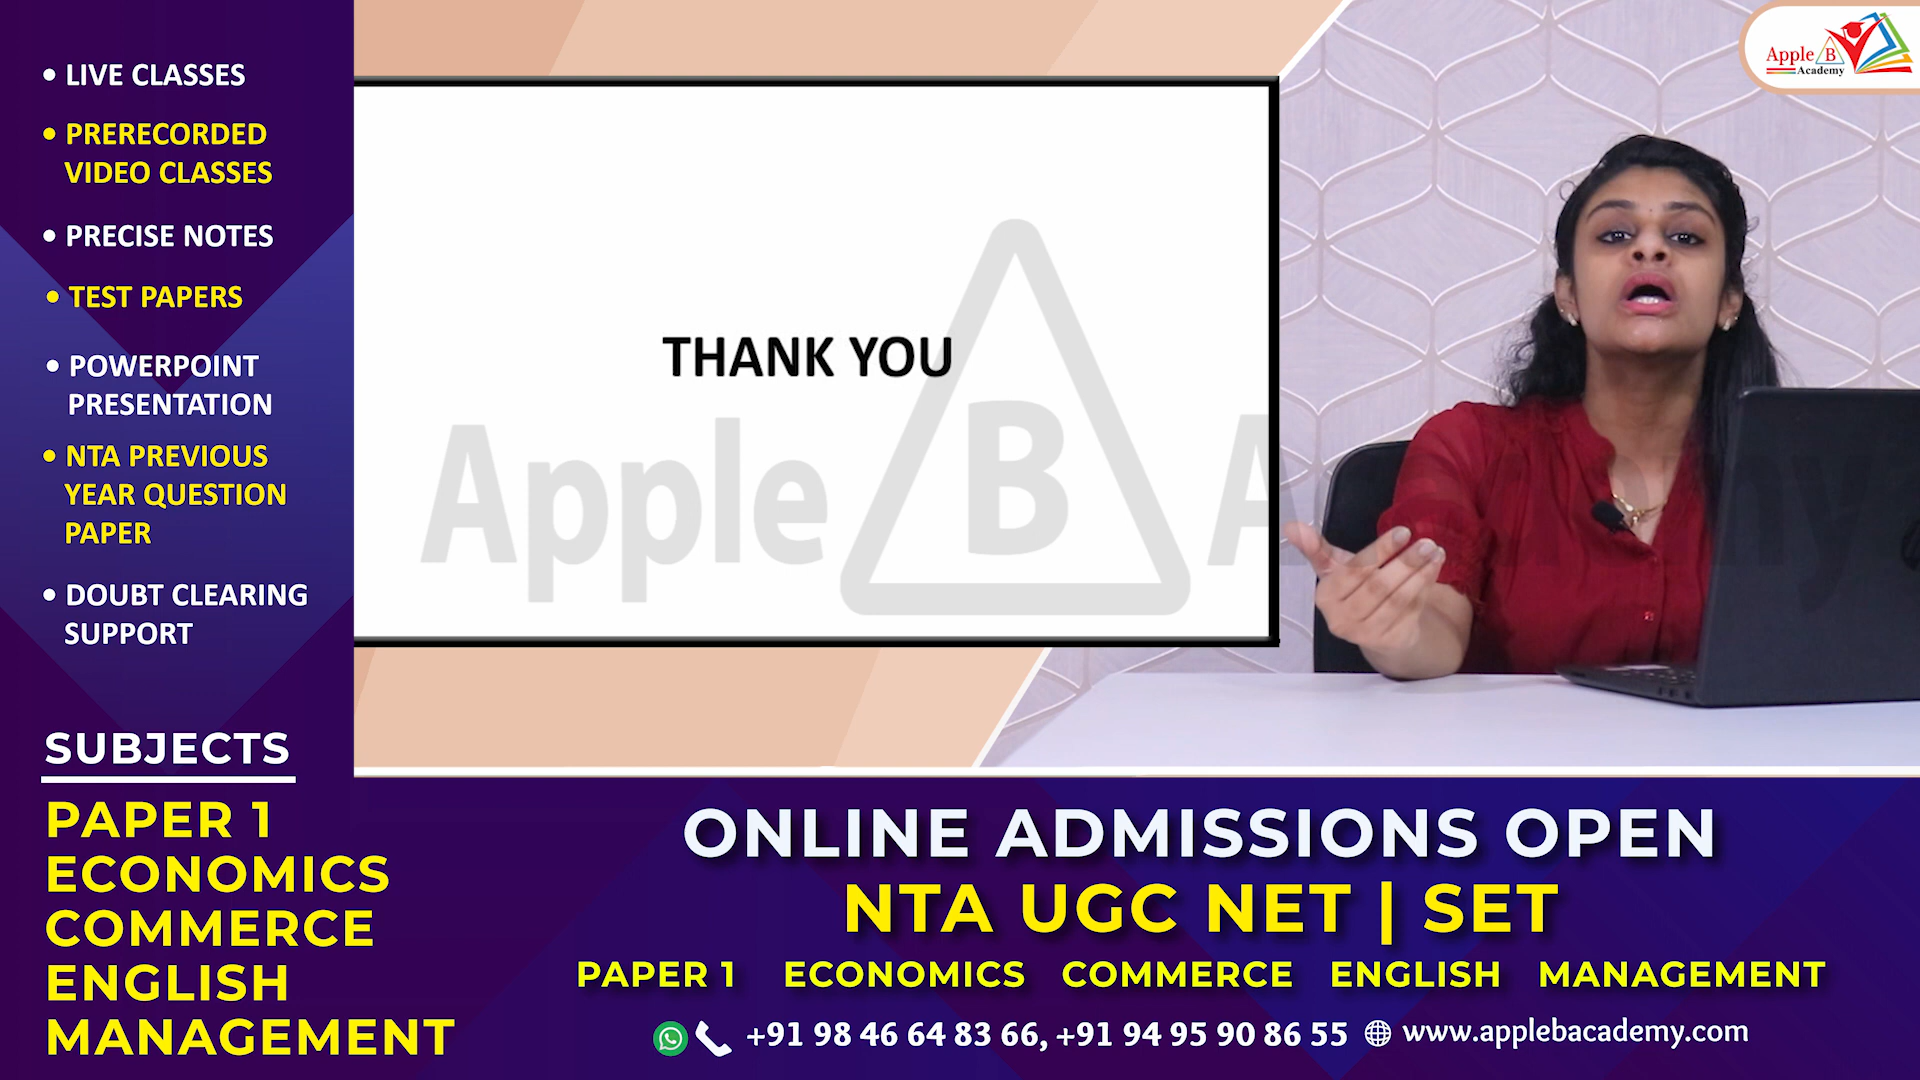 • LIVE CLASSES
• PRERECORDED
VIDEO CLASSES
• PRECISE NOTES
• TEST PAPERS
• POWERPOINT
PRESENTATION
• NTA PREVIOUS
YEAR QUESTION
PAPER
• DOUBT CLEARING
SUPPORT
SUBJECTS
PAPER 1
ECONOMICS
COMMERCE
ENGLISH
MANAGEMENT
THANK YOU
Apple B Academy
Apple B
Academy
ONLINE ADMISSIONS OPEN
NTA UGC NET | SET
PAPER 1 ECONOMICS COMMERCE ENGLISH MANAGEMENT
+91 98 46 64 83 66, +91 94 95 90 86 55 www.applebacademy.com